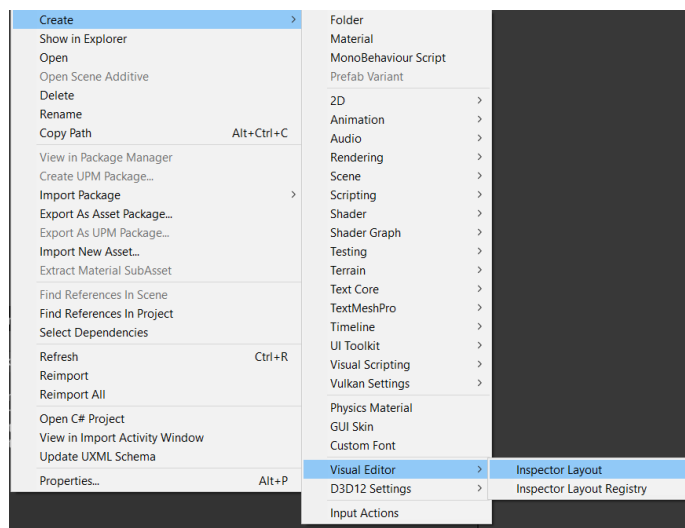 Create
Show in Explorer
Open
Open Scene Additive
Delete
Rename
Copy Path Alt+Ctrl+C
View in Package Manager
Create UPM Package...
Import Package
Export As Asset Package...
Export As UPM Package...
Import New Asset...
Extract Material SubAsset
Find References In Scene
Find References In Project
Select Dependencies
Refresh Ctrl+R
Reimport
Reimport All
Open C# Project
View in Import Activity Window
Update UXML Schema
Properties... Alt+P
Folder
Material
MonoBehaviour Script
Prefab Variant
2D
Animation
Audio
Rendering
Scene
Scripting
Shader
Shader Graph
Testing
Terrain
Text Core
TextMeshPro
Timeline
UI Toolkit
Visual Scripting
Vulkan Settings
Physics Material
GUI Skin
Custom Font
Visual Editor
D3D12 Settings
Input Actions
Inspector Layout
Inspector Layout Registry